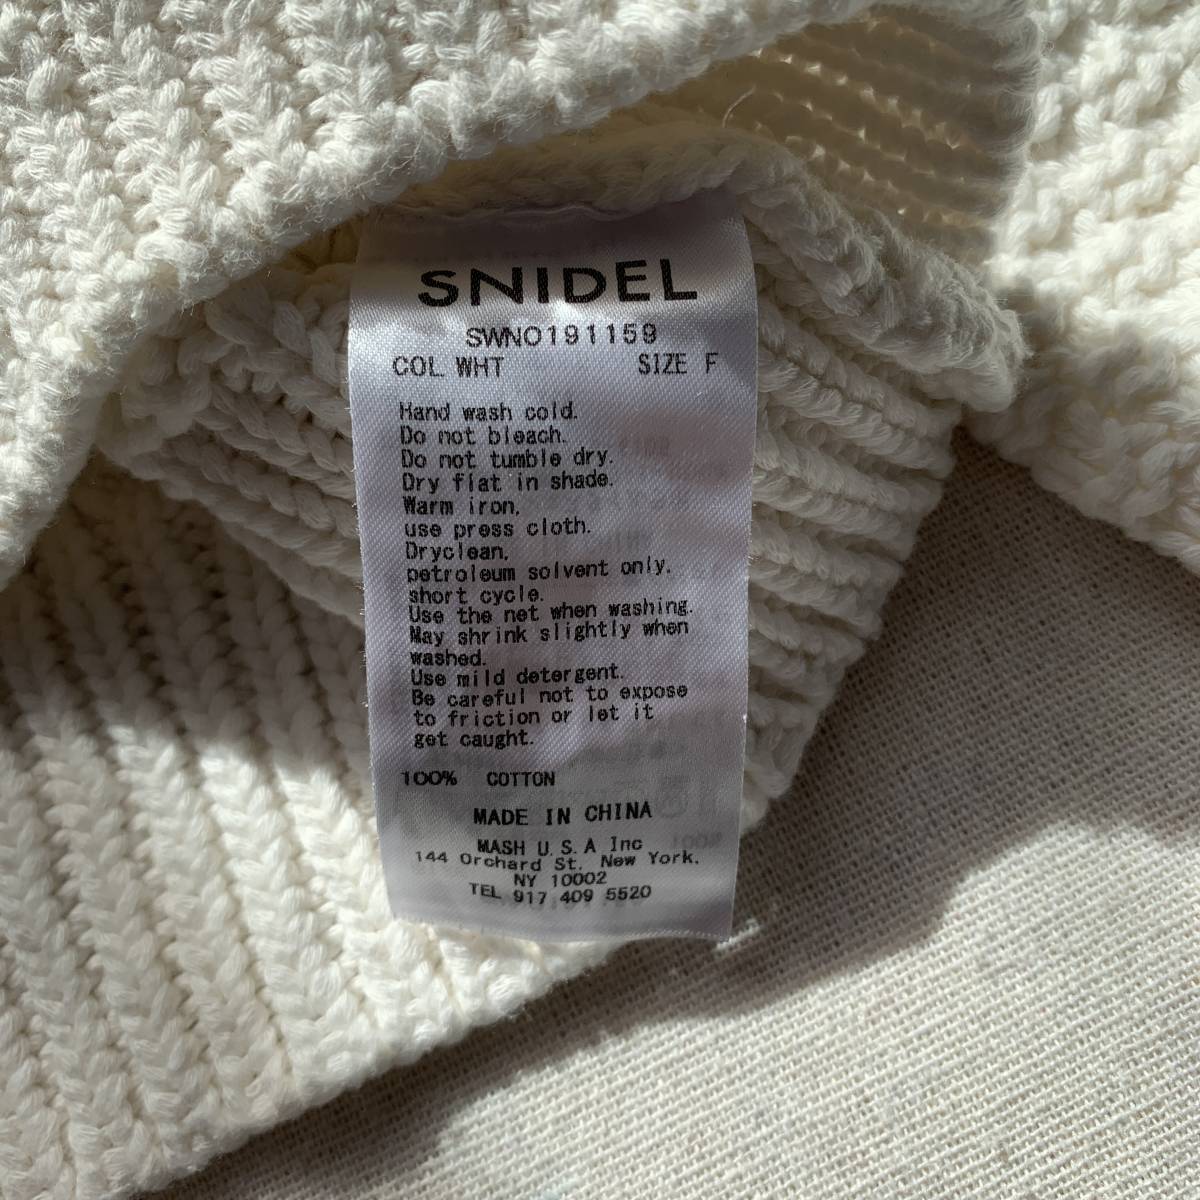 SNIDEL
SWNO191159
COL. WHT SIZE F
Hand wash cold.
Do not bleach.
Do not tumble dry.
Dry flat in shade.
Warm iron,
use press cloth.
Dryclean,
petroleum solvent only.
short cycle.
Use the net when washing.
May shrink slightly when
washed.
Use mild detergent.
Be careful not to expose
to friction or let it
get caught.
100% COTTON
MADE IN CHINA
MASH U.S.A Inc
144 Orchard St. New York.
NY 10002
TEL 917 409 5520